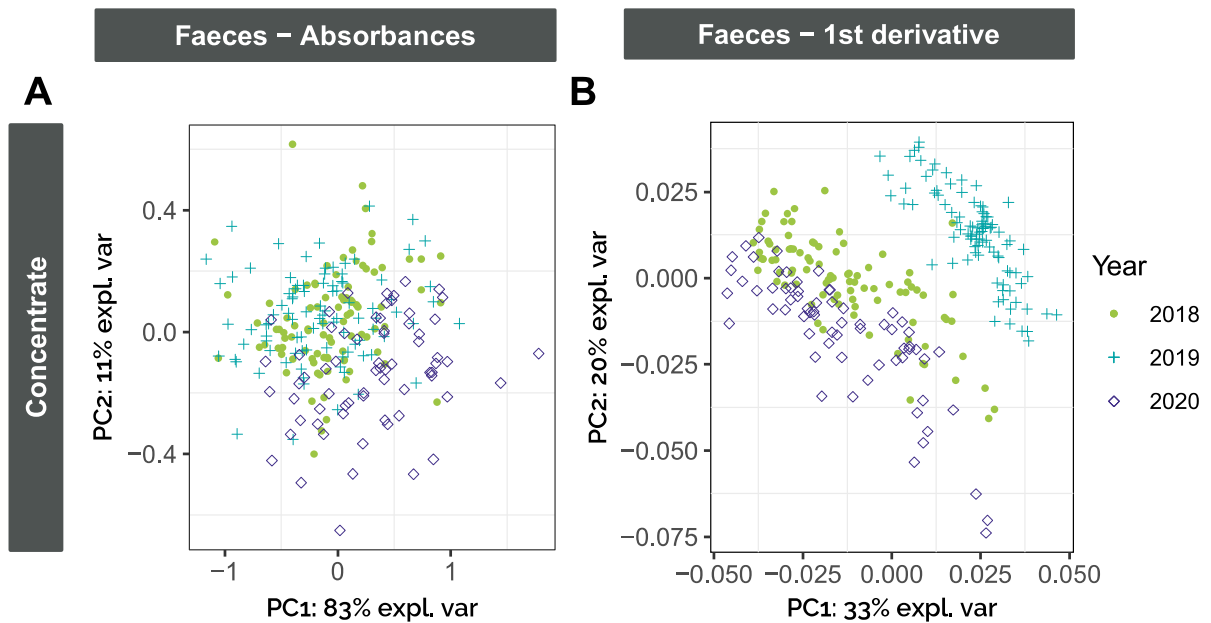 Faeces − Absorbances
Faeces − 1st derivative
A
B
Concentrate
PC2: 11% expl. var
0.4
0.0
−0.4
−1
0
1
PC1: 83% expl. var
PC2: 20% expl. var
0.025
0.000
−0.025
−0.050
−0.075
−0.050
−0.025
0.000
0.025
0.050
PC1: 33% expl. var
Year
2018
2019
2020